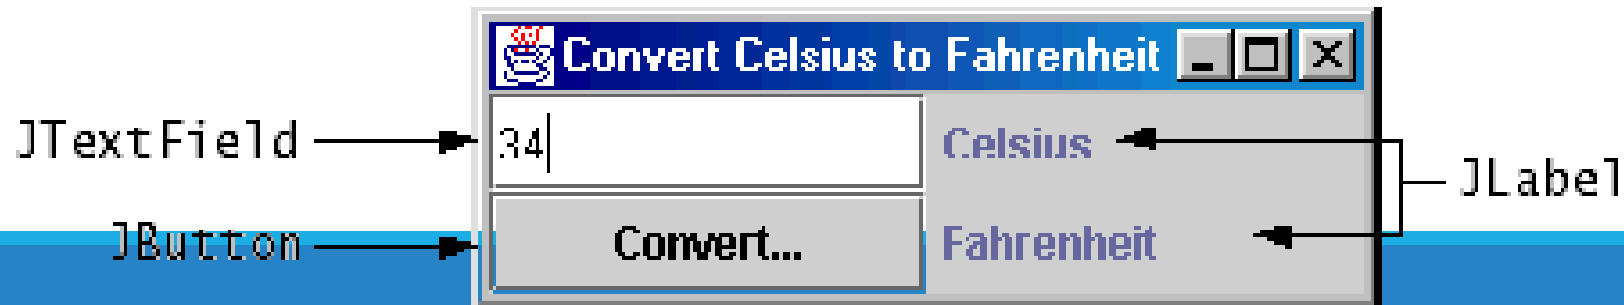 Convert Celsius to Fahrenheit
JTextField 34 Celsius
JLabel
JButton Convert... Fahrenheit